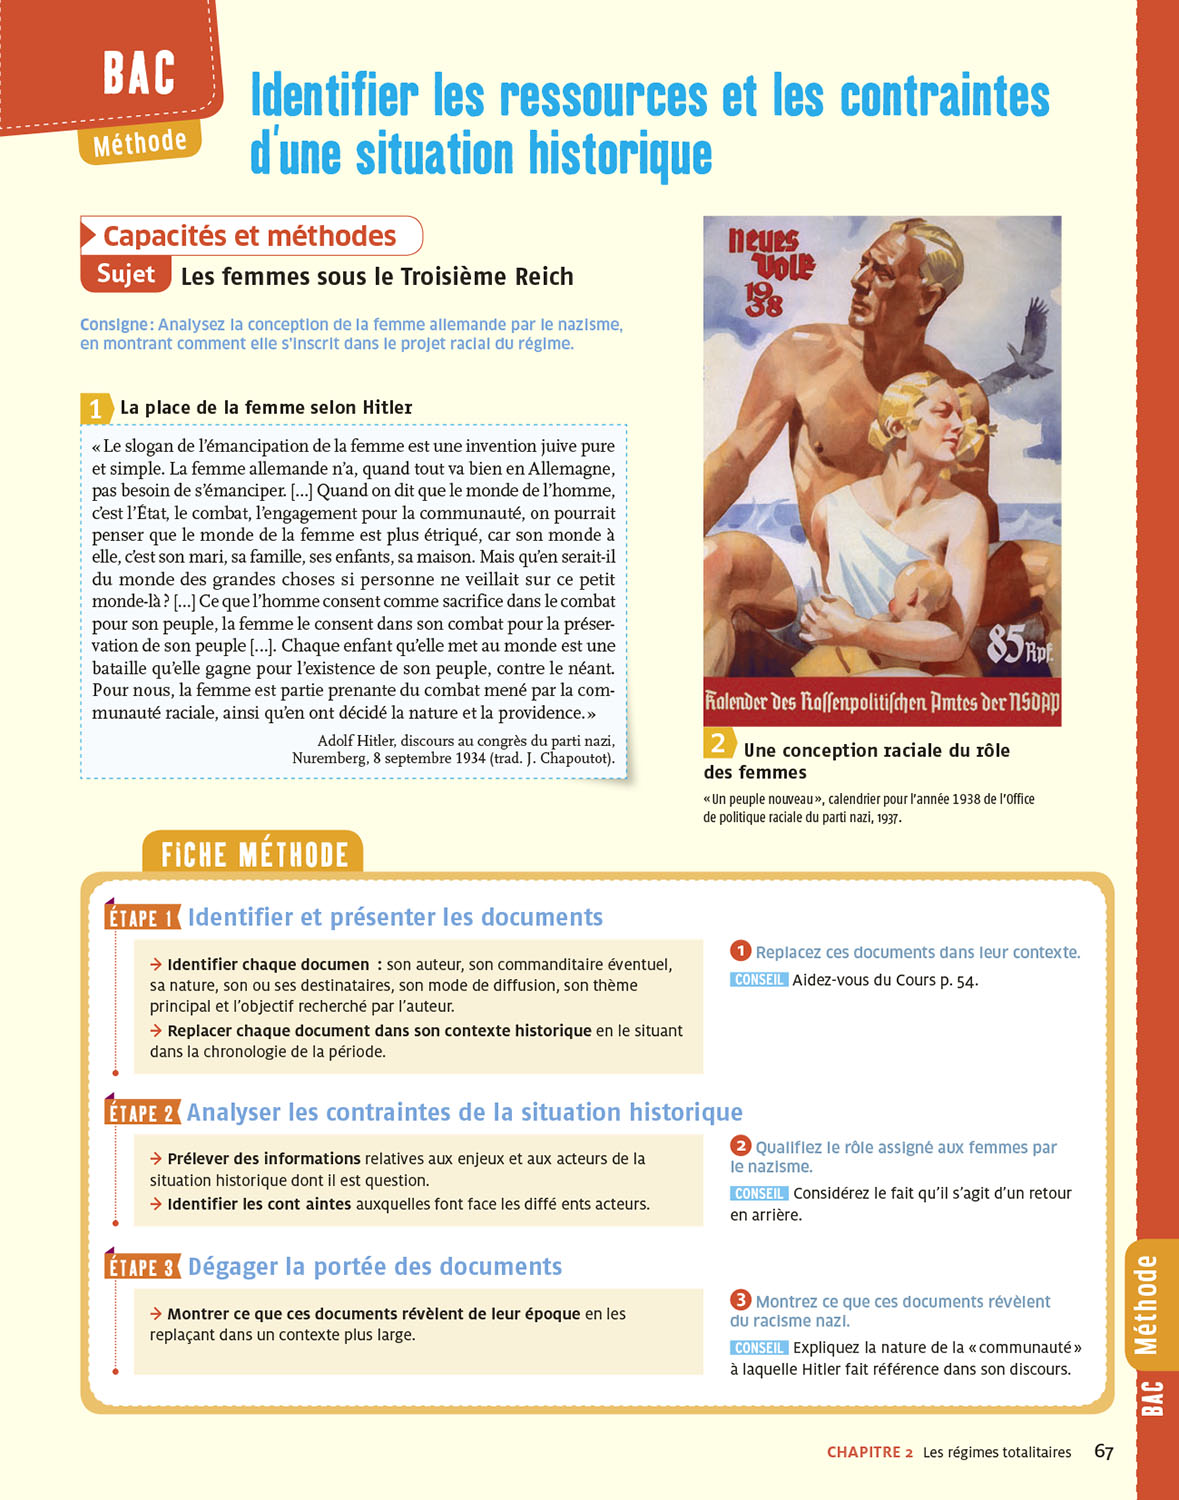 BAC
Méthode
Identifier les ressources et les contraintes
d'une situation historique
Capacités et méthodes
Sujet Les femmes sous le Troisième Reich
Consigne : Analysez la conception de la femme allemande par le nazisme,
en montrant comment elle s'inscrit dans le projet racial du régime.
1 La place de la femme selon Hitler
« Le slogan de l'émancipation de la femme est une invention juive pure
et simple. La femme allemande n'a, quand tout va bien en Allemagne,
pas besoin de s'émanciper. [...] Quand on dit que le monde de l'homme,
c'est l'État, le combat, l'engagement pour la communauté, on pourrait
penser que le monde de la femme est plus étriqué, car son monde à
elle, c'est son mari, sa famille, ses enfants, sa maison. Mais qu'en serait-il
du monde des grandes choses si personne ne veillait sur ce petit
monde-là ? [...] Ce que l'homme consent comme sacrifice dans le combat
pour son peuple, la femme le consent dans son combat pour la préser-
vation de son peuple [...]. Chaque enfant qu'elle met au monde est une
bataille qu'elle gagne pour l'existence de son peuple, contre le néant.
Pour nous, la femme est partie prenante du combat mené par la com-
munauté raciale, ainsi qu'en ont décidé la nature et la providence. »
Adolf Hitler, discours au congrès du parti nazi,
Nuremberg, 8 septembre 1934 (trad. J. Chapoutot).
Neues
Volk
19
38
85 Rpf.
Kalender des Rassenpolitischen Amtes der NSDAP
2 Une conception raciale du rôle
des femmes
« Un peuple nouveau », calendrier pour l'année 1938 de l'Office
de politique raciale du parti nazi, 1937.
FiCHE MÉTHODE
ÉTAPE 1 Identifier et présenter les documents
→ Identifier chaque documen : son auteur, son commanditaire éventuel,
sa nature, son ou ses destinataires, son mode de diffusion, son thème
principal et l'objectif recherché par l'auteur.
→ Replacer chaque document dans son contexte historique en le situant
dans la chronologie de la période.
1 Replacez ces documents dans leur contexte.
CONSEIL Aidez-vous du Cours p. 54.
ÉTAPE 2 Analyser les contraintes de la situation historique
→ Prélever des informations relatives aux enjeux et aux acteurs de la
situation historique dont il est question.
→ Identifier les cont aintes auxquelles font face les diffé ents acteurs.
2 Qualifiez le rôle assigné aux femmes par
le nazisme.
CONSEIL Considérez le fait qu'il s'agit d'un retour
en arrière.
ÉTAPE 3 Dégager la portée des documents
→ Montrer ce que ces documents révèlent de leur époque en les
replaçant dans un contexte plus large.
3 Montrez ce que ces documents révèlent
du racisme nazi.
CONSEIL Expliquez la nature de la « communauté »
à laquelle Hitler fait référence dans son discours.
Méthode
BAC
CHAPITRE 2 Les régimes totalitaires 67